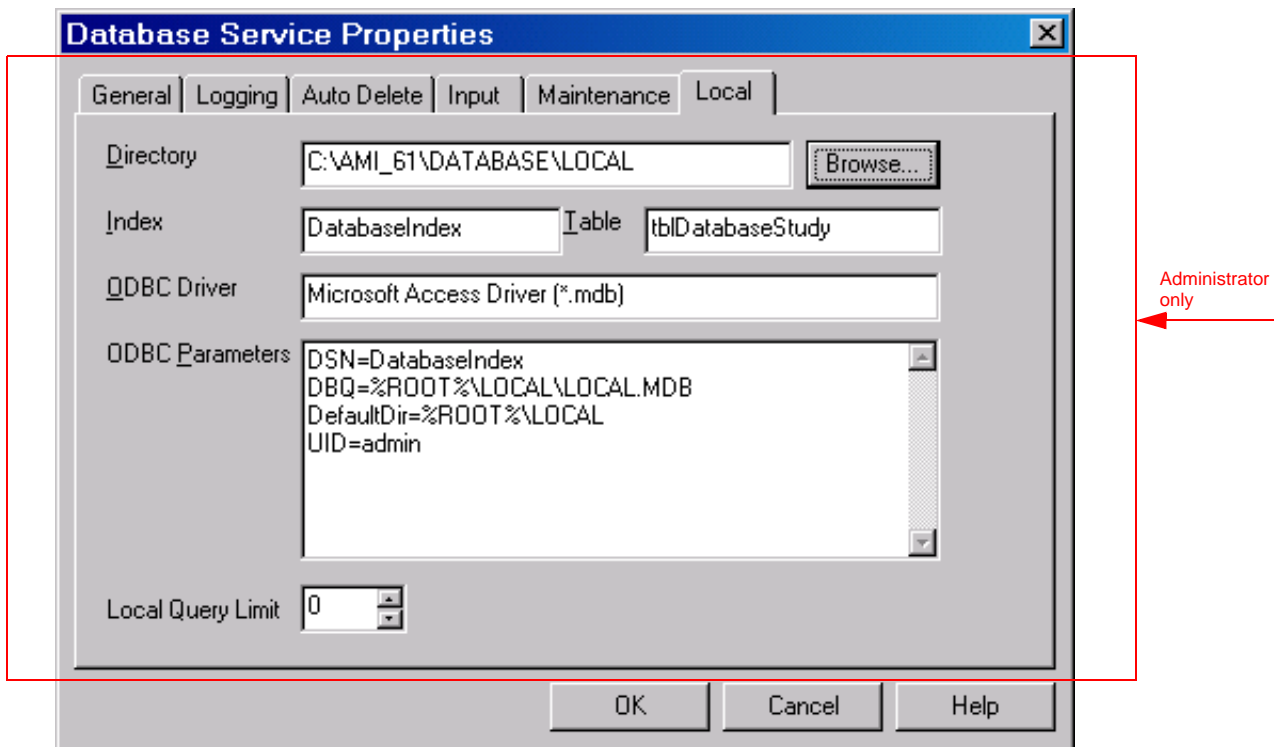 Database Service Properties
General Logging Auto Delete Input Maintenance Local
Directory C:\AMI_61\DATABASE\LOCAL Browse...
Index DatabaseIndex Table tblDatabaseStudy
ODBC Driver Microsoft Access Driver (*.mdb)
Administrator
only
ODBC Parameters DSN=DatabaseIndex
DBQ=%ROOT%\LOCAL\LOCAL.MDB
DefaultDir=%ROOT%\LOCAL
UID=admin
Local Query Limit 0
OK Cancel Help